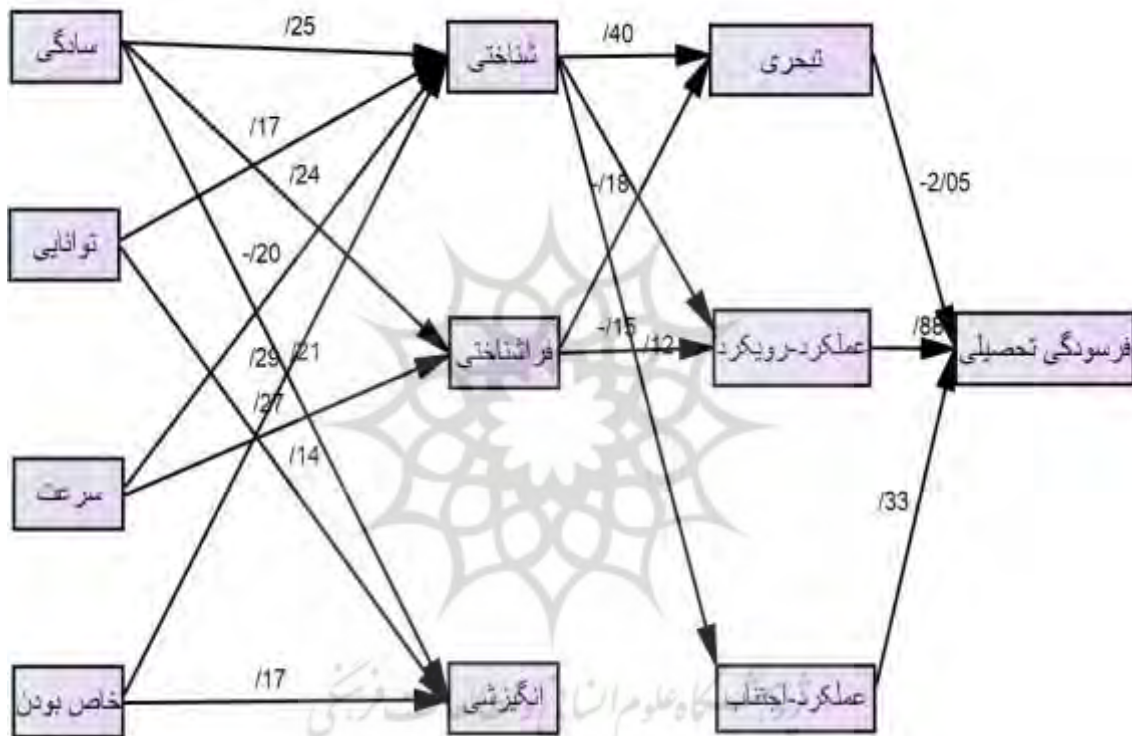 سادگی
/25
شناختی
/40
تبحری
/17
/24
-/18
-2/05
توانایی
-/20
فراشناختی
-/15
/12
عملکرد-رویکرد
/88
فرسودگی تحصیلی
/29
/21
/27
/14
سرعت
/33
خاص بودن
/17
انگیزشی
عملکرد-اجتناب